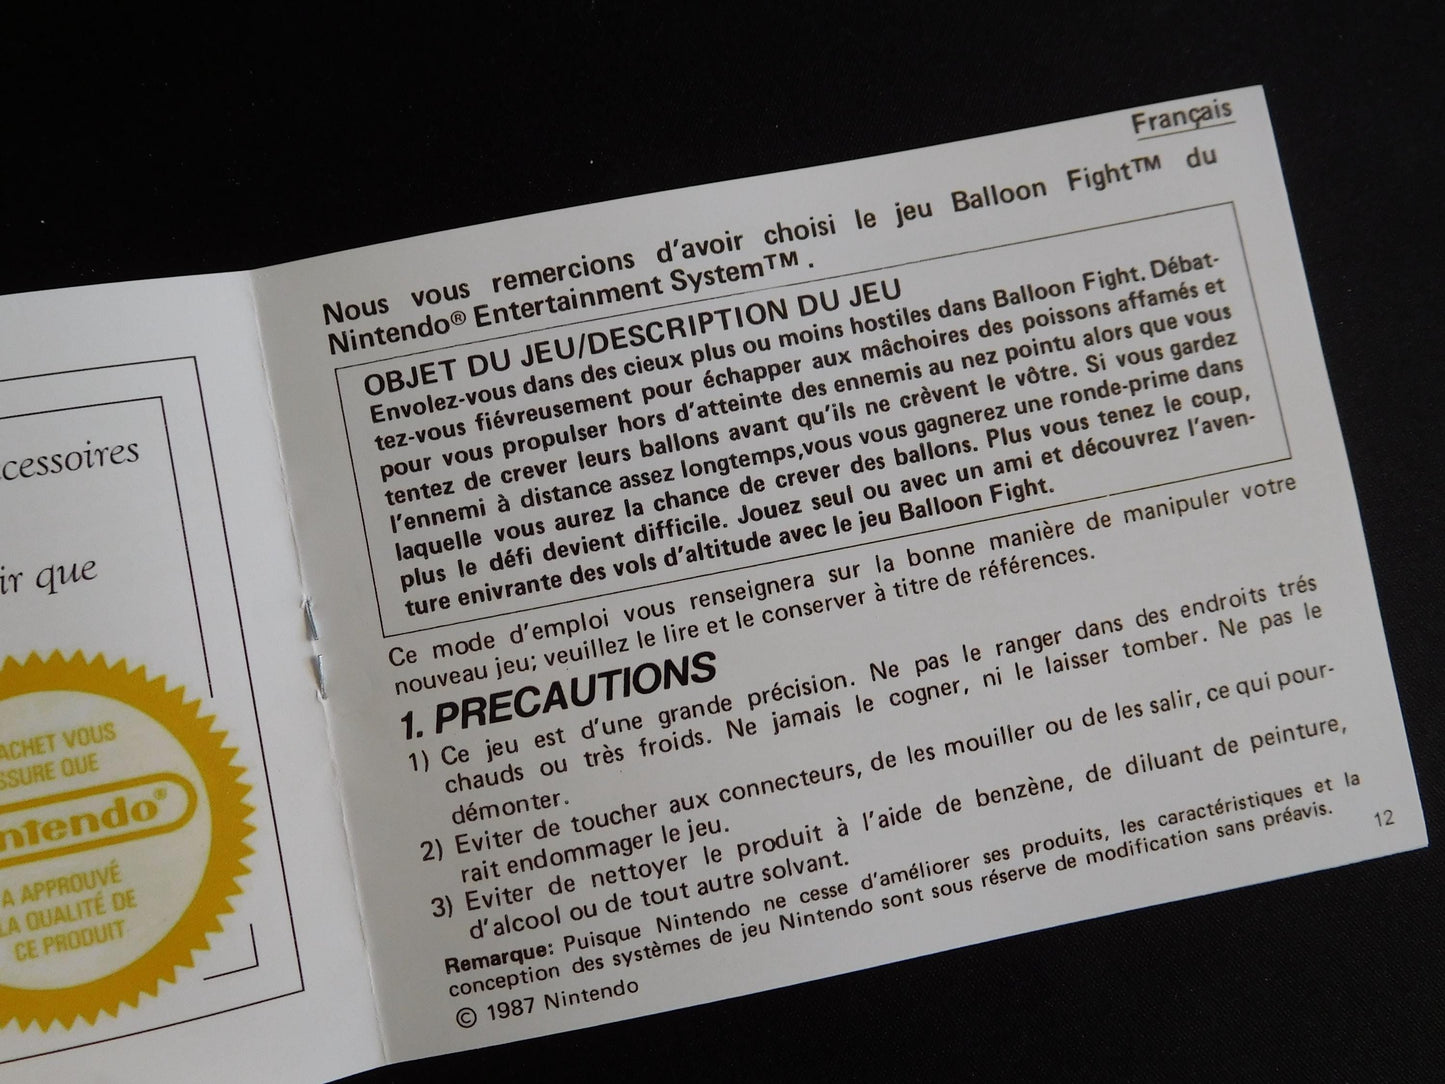 cessoires
ir que
ACHET VOUS
SSURE QUE
ntendo®
A APPROUVÉ
LA QUALITÉ DE
CE PRODUIT
Français
Nous vous remercions d'avoir choisi le jeu Balloon Fight™ du
Nintendo® Entertainment System™ .
OBJET DU JEU/DESCRIPTION DU JEU
Envolez-vous dans des cieux plus ou moins hostiles dans Balloon Fight. Débat-
tez-vous fiévreusement pour échapper aux mâchoires des poissons affamés et
pour vous propulser hors d'atteinte des ennemis au nez pointu alors que vous
tentez de crever leurs ballons avant qu'ils ne crèvent le vôtre. Si vous gardez
l'ennemi à distance assez longtemps,vous vous gagnerez une ronde-prime dans
laquelle vous aurez la chance de crever des ballons. Plus vous tenez le coup,
plus le défi devient difficile. Jouez seul ou avec un ami et découvrez l'aven-
ture enivrante des vols d'altitude avec le jeu Balloon Fight.
Ce mode d'emploi vous renseignera sur la bonne manière de manipuler votre
nouveau jeu; veuillez le lire et le conserver à titre de références.
1. PRECAUTIONS
1) Ce jeu est d'une grande précision. Ne pas le ranger dans des endroits trés
chauds ou très froids. Ne jamais le cogner, ni le laisser tomber. Ne pas le
démonter.
2) Eviter de toucher aux connecteurs, de les mouiller ou de les salir, ce qui pour-
rait endommager le jeu.
3) Eviter de nettoyer le produit à l'aide de benzène, de diluant de peinture,
d'alcool ou de tout autre solvant.
Remarque: Puisque Nintendo ne cesse d'améliorer ses produits, les caractéristiques et la
conception des systèmes de jeu Nintendo sont sous réserve de modification sans préavis.
© 1987 Nintendo
12